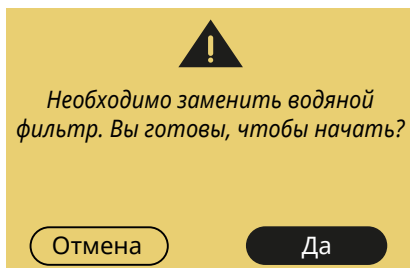 Необходимо заменить водяной
фильтр. Вы готовы, чтобы начать?
Отмена
Да